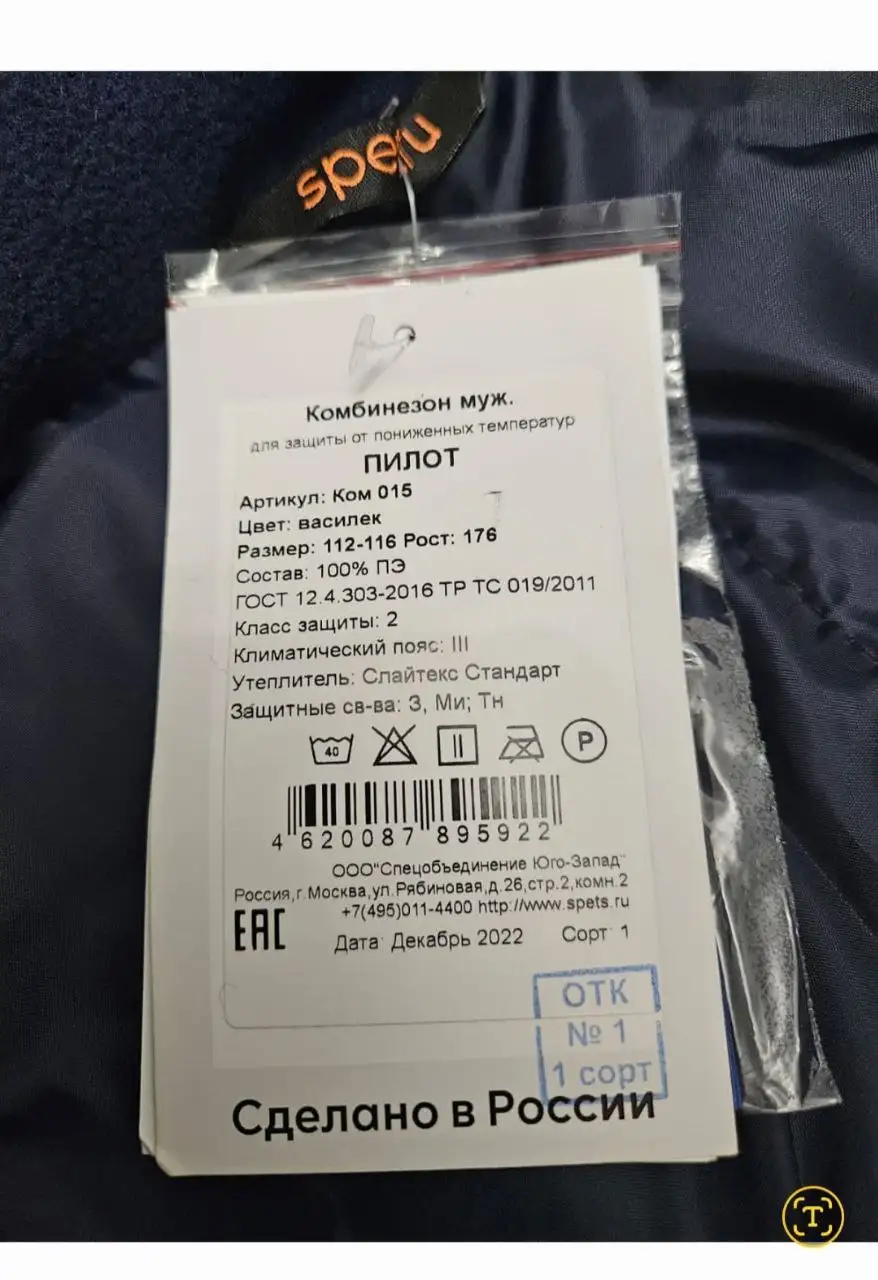 spets
Комбинезон муж.
для защиты от пониженных температур
ПИЛОТ
Артикул: Ком 015
Цвет: василек
Размер: 112-116 Рост: 176
Состав: 100% ПЭ
ГОСТ 12.4.303-2016 ТР ТС 019/2011
Класс защиты: 2
Климатический пояс: III
Утеплитель: Слайтекс Стандарт
Защитные св-ва: З, Ми; Тн
40
P
4 620087 895922
ООО"Спецобъединение Юго-Запад"
Россия,г.Москва,ул.Рябиновая,д.26,стр.2,комн.2
+7(495)011-4400 http://www.spets.ru
EAC
Дата: Декабрь 2022 Сорт 1
ОТК
№ 1
1 сорт
Сделано в России
T